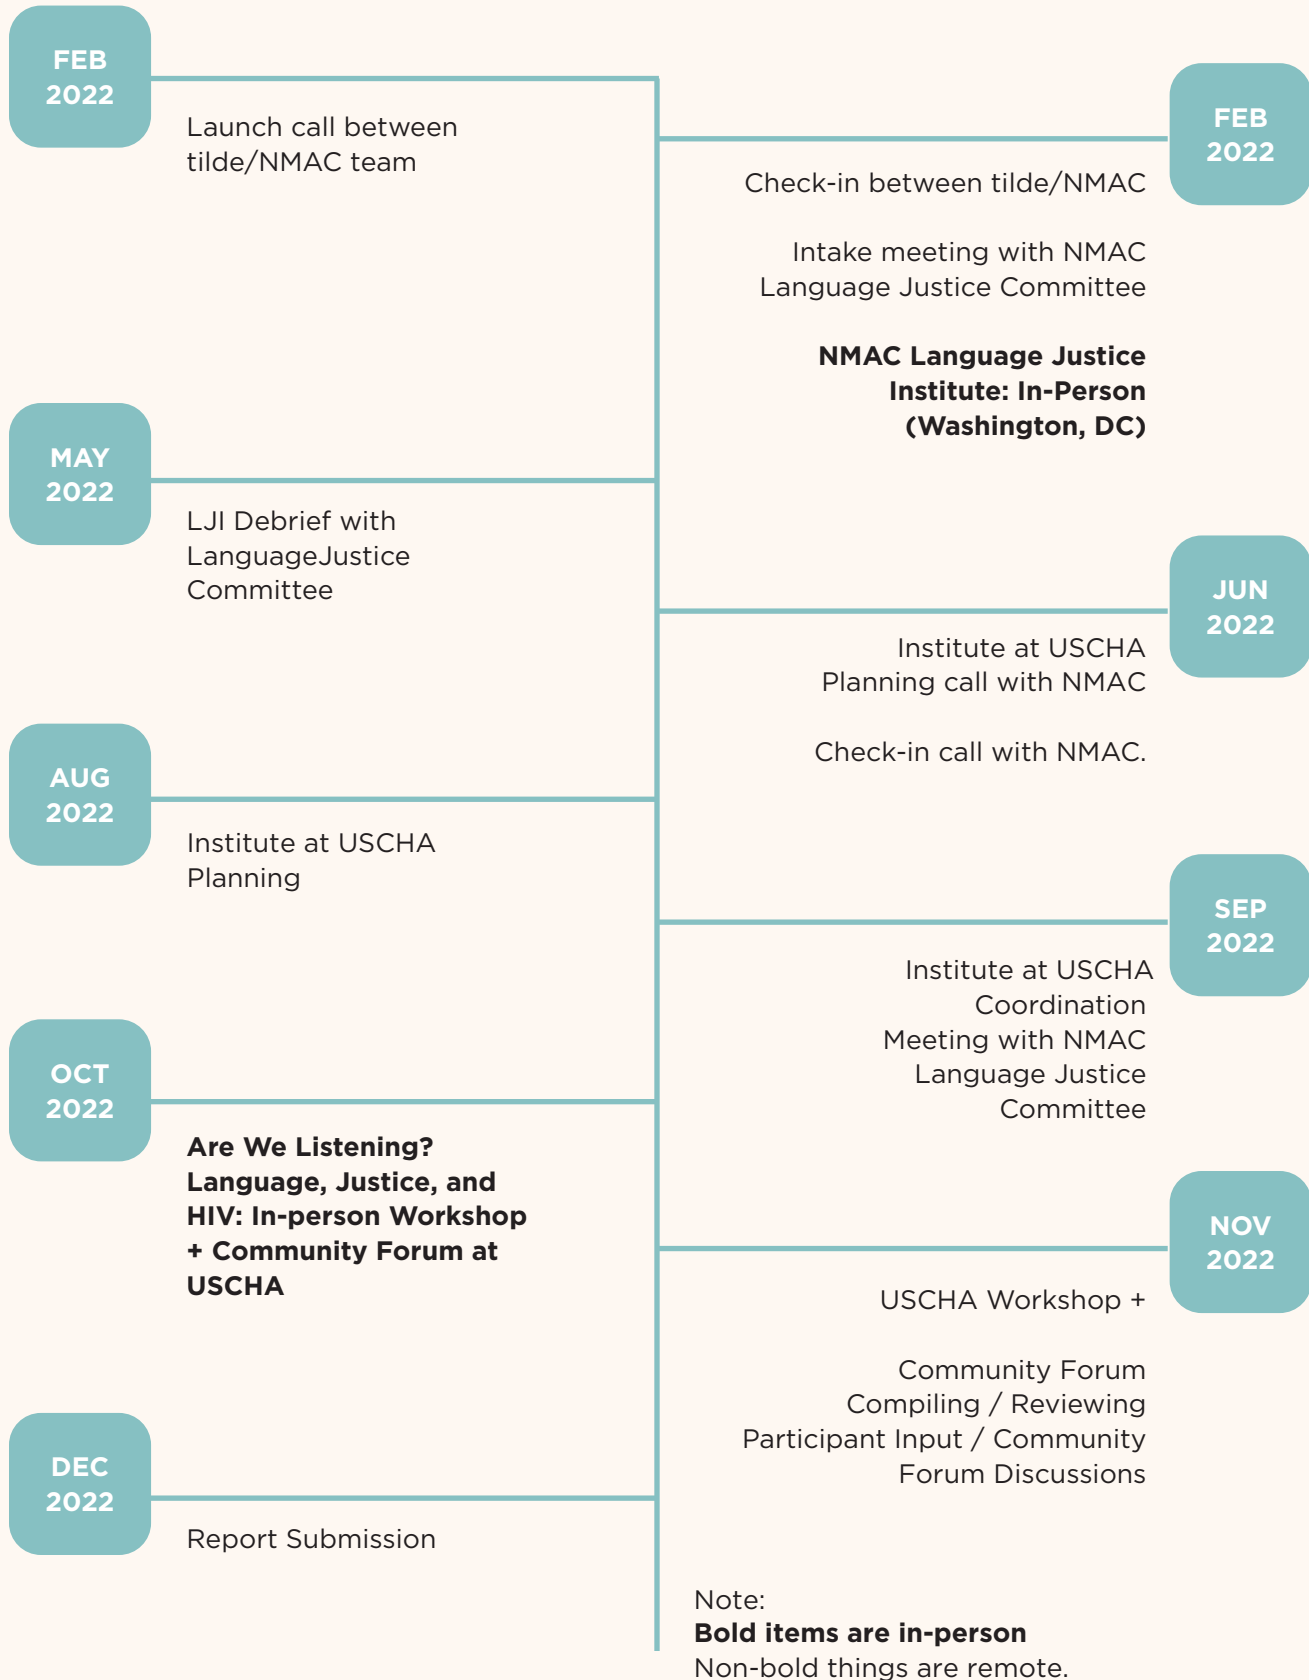 FEB
2022
Launch call between
tilde/NMAC team
FEB
2022
Check-in between tilde/NMAC
Intake meeting with NMAC
Language Justice Committee
NMAC Language Justice
Institute: In-Person
(Washington, DC)
MAY
2022
LJI Debrief with
LanguageJustice
Committee
JUN
2022
Institute at USCHA
Planning call with NMAC
Check-in call with NMAC.
AUG
2022
Institute at USCHA
Planning
SEP
2022
Institute at USCHA
Coordination
Meeting with NMAC
Language Justice
Committee
OCT
2022
Are We Listening?
Language, Justice, and
HIV: In-person Workshop
+ Community Forum at
USCHA
NOV
2022
USCHA Workshop +
Community Forum
Compiling / Reviewing
Participant Input / Community
Forum Discussions
DEC
2022
Report Submission
Note:
Bold items are in-person
Non-bold things are remote.